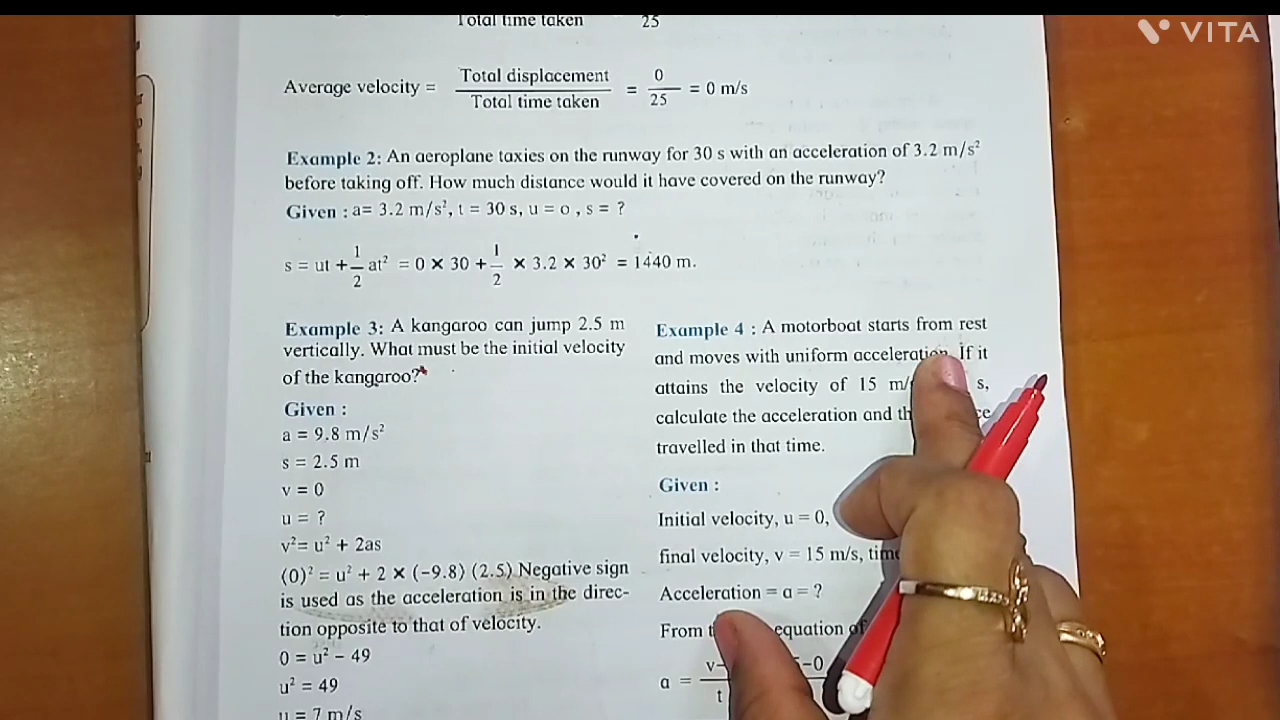 Total time taken 25
VITA
Average velocity = Total displacement / Total time taken = 0 / 25 = 0 m/s
Example 2: An aeroplane taxies on the runway for 30 s with an acceleration of 3.2 m/s²
before taking off. How much distance would it have covered on the runway?
Given : a= 3.2 m/s², t = 30 s, u = o , s = ?
s = ut + 1/2 at² = 0 × 30 + 1/2 × 3.2 × 30² = 1440 m.
Example 3: A kangaroo can jump 2.5 m
vertically. What must be the initial velocity
of the kangaroo?
Given :
a = 9.8 m/s²
s = 2.5 m
v = 0
u = ?
v²= u² + 2as
(0)² = u² + 2 × (−9.8) (2.5) Negative sign
is used as the acceleration is in the direc-
tion opposite to that of velocity.
0 = u² − 49
u² = 49
u = 7 m/s
Example 4 : A motorboat starts from rest
and moves with uniform acceleration. If it
attains the velocity of 15 s,
calculate the acceleration and
travelled in that time.
Given :
Initial velocity, u = 0,
final velocity, v = 15 m/s,
Acceleration = a = ?
From equation
a = v− t −0